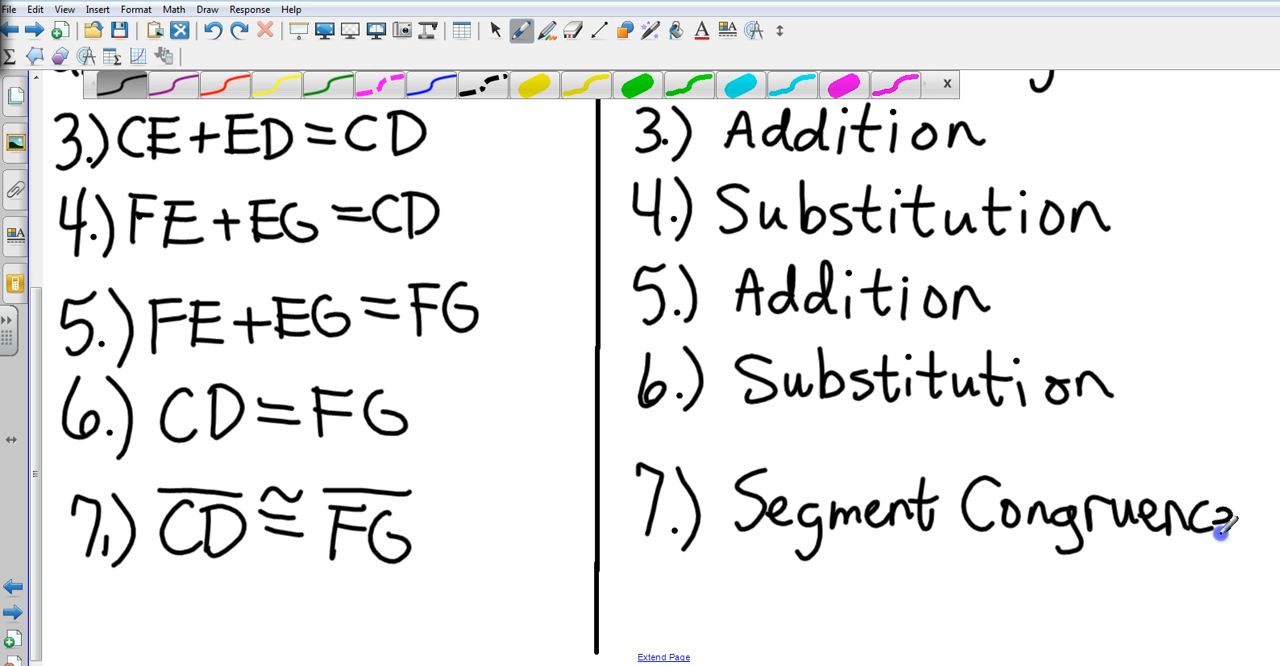 File Edit View Insert Format Math Draw Response Help
3.) CE+ED=CD
3.) Addition
4.) FE+EG=CD
4.) Substitution
5.) FE+EG=FG
5.) Addition
6.) CD=FG
6.) Substitution
7.) C̅D̅≅F̅G̅
7.) Segment Congruence
Extend Page